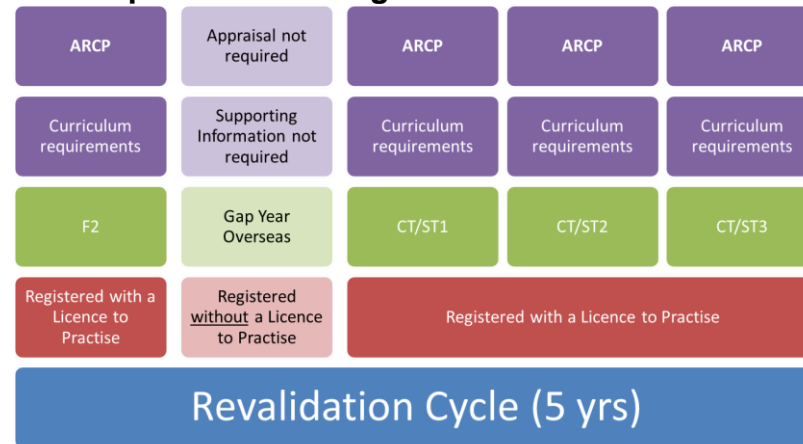 ARCP
Appraisal not
required
ARCP
ARCP
ARCP
Curriculum
requirements
Supporting
Information not
required
Curriculum
requirements
Curriculum
requirements
Curriculum
requirements
F2
Gap Year
Overseas
CT/ST1
CT/ST2
CT/ST3
Registered with a
Licence to
Practise
Registered
without a Licence
to Practise
Registered with a Licence to Practise
Revalidation Cycle (5 yrs)